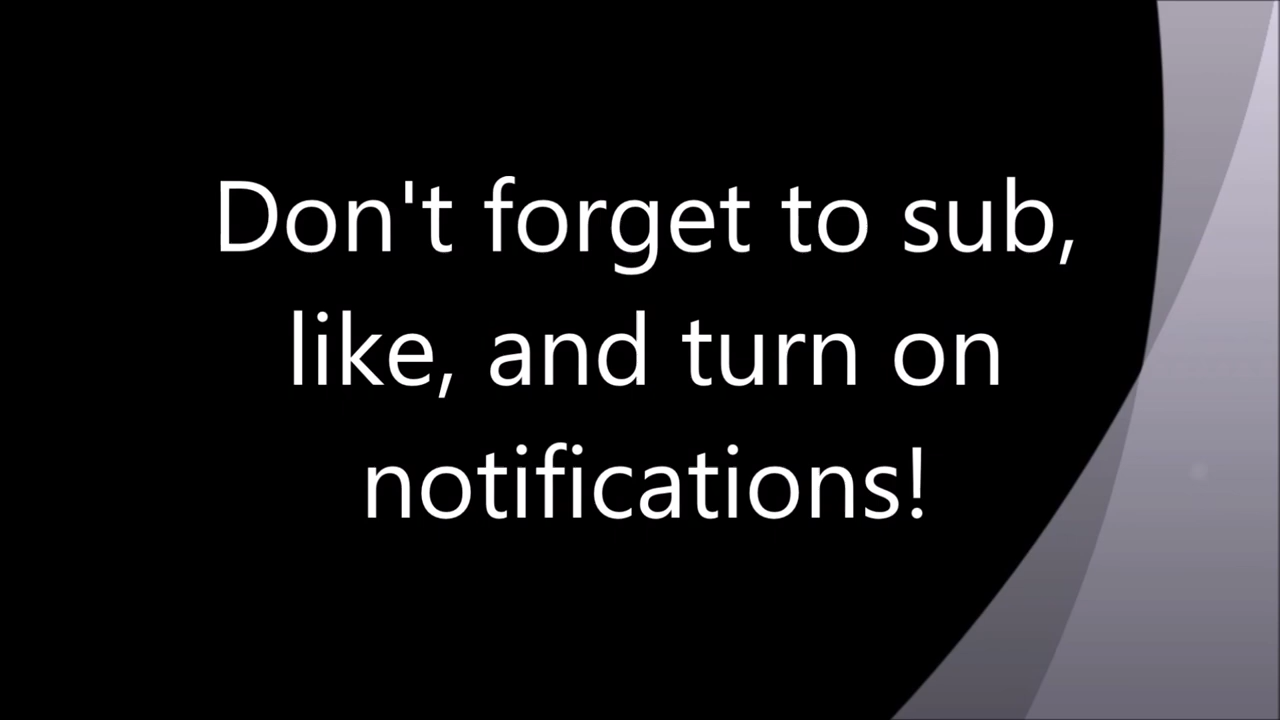 Don't forget to sub,
like, and turn on
notifications!